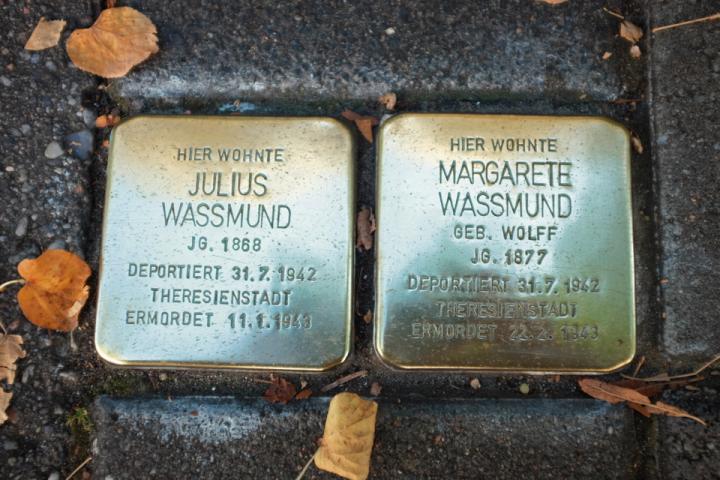 HIER WOHNTE
JULIUS
WASSMUND
JG. 1868
DEPORTIERT 31.7.1942
THERESIENSTADT
ERMORDET 11.1.1943
HIER WOHNTE
MARGARETE
WASSMUND
GEB. WOLFF
JG. 1877
DEPORTIERT 31.7.1942
THERESIENSTADT
ERMORDET 22.2.1943